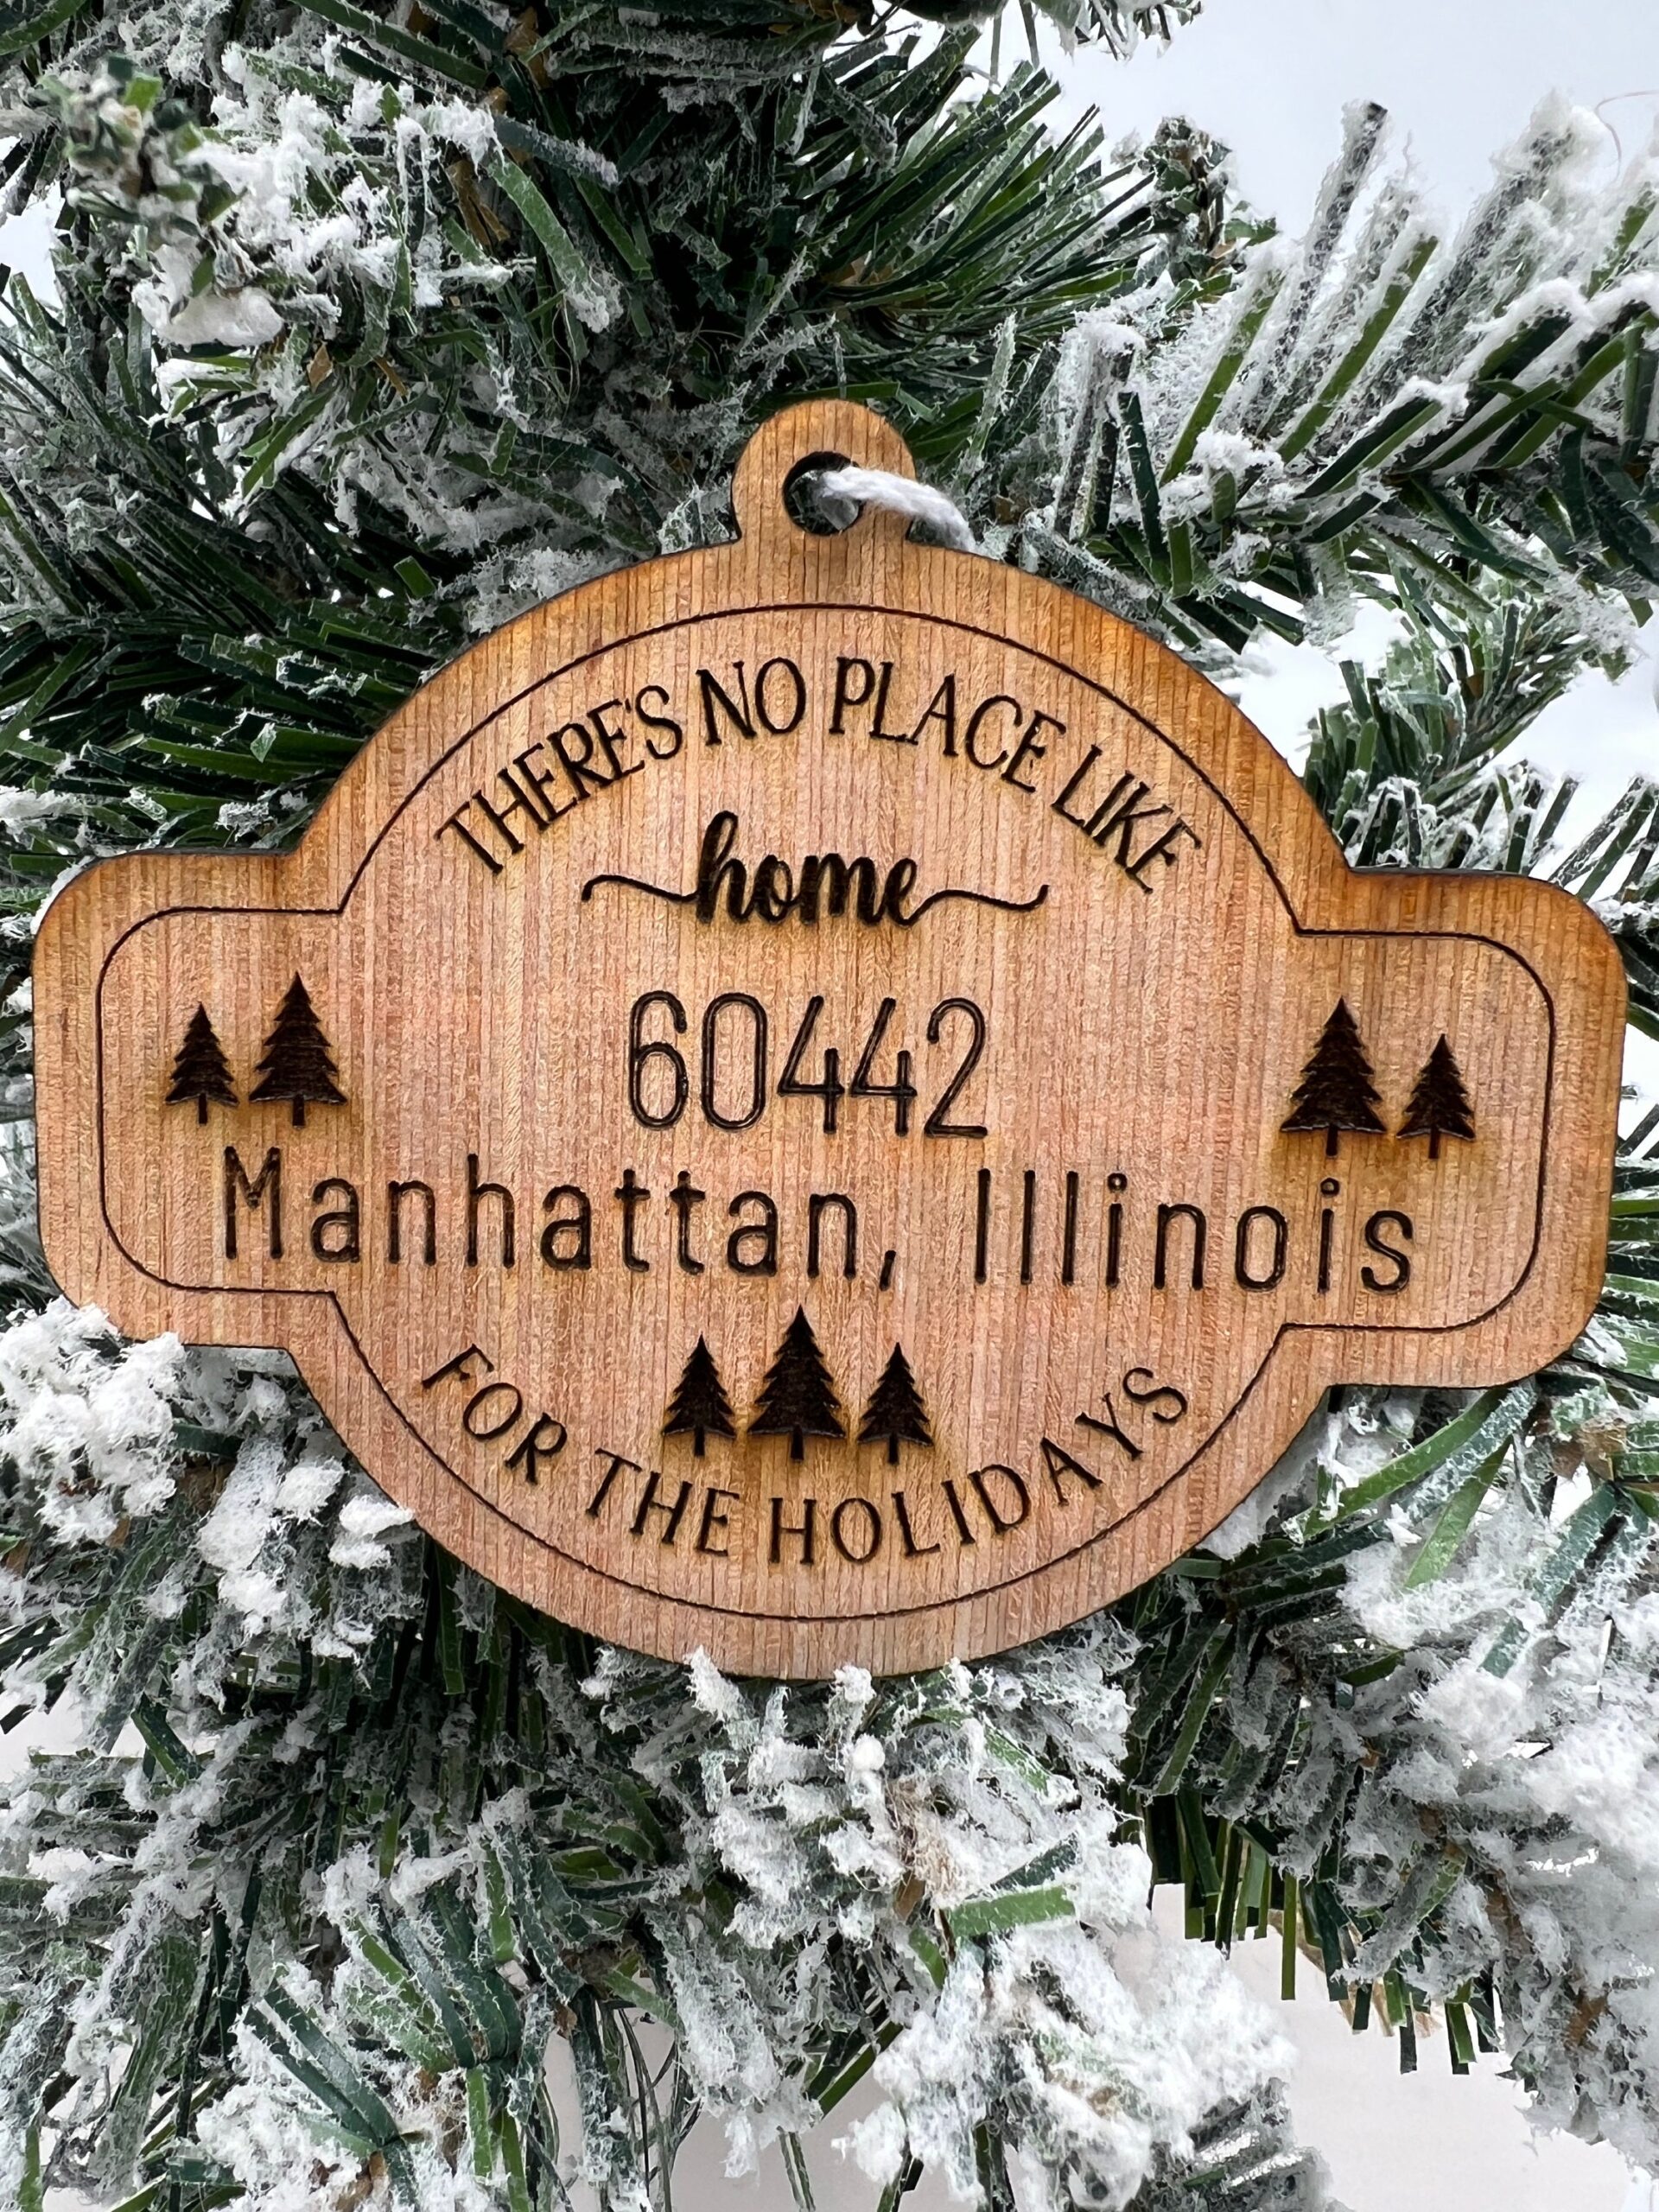 THERE'S NO PLACE LIKE
home
60442
Manhattan, Illinois
FOR THE HOLIDAYS